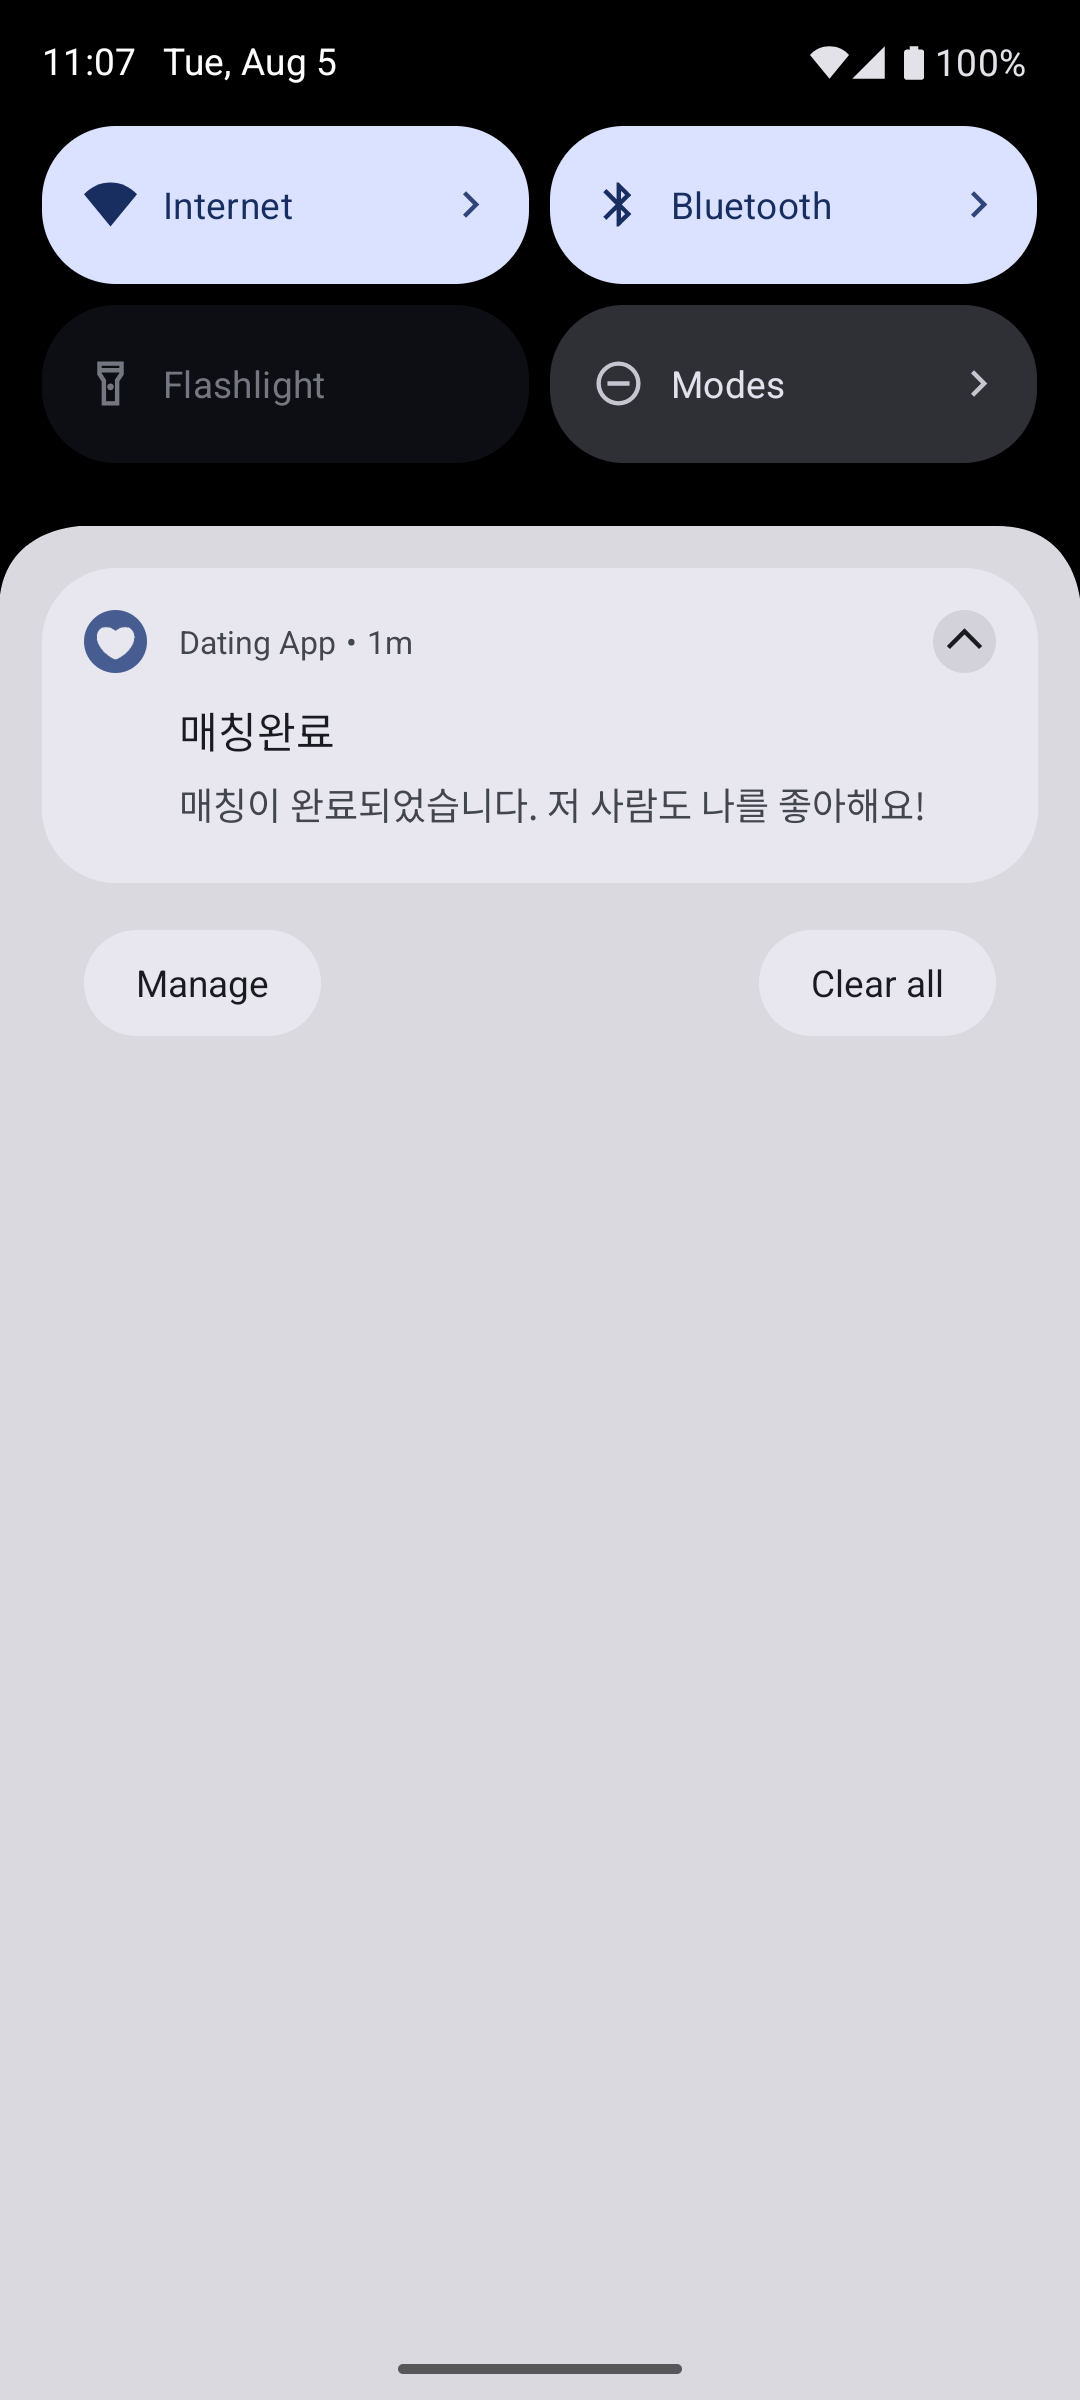 11:07 Tue, Aug 5 100%
Internet
Bluetooth
Flashlight
Modes
Dating App • 1m
매칭완료
매칭이 완료되었습니다. 저 사람도 나를 좋아해요!
Manage
Clear all